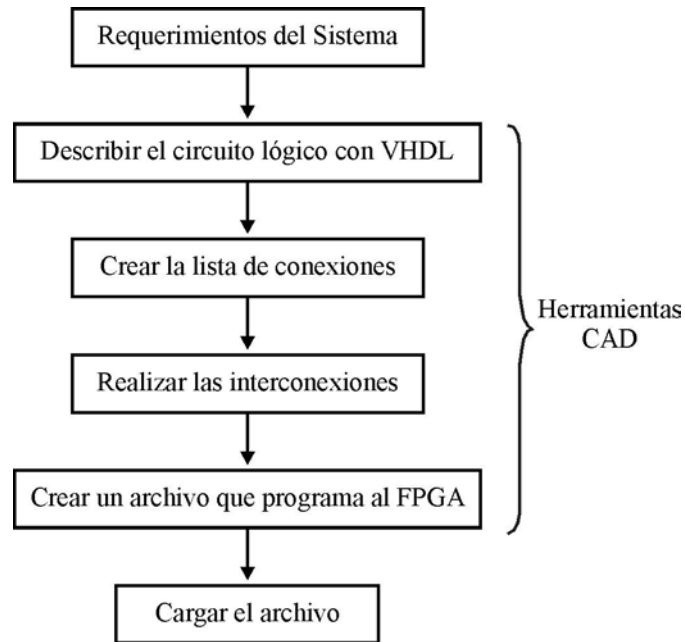 Requerimientos del Sistema
Describir el circuito lógico con VHDL
Crear la lista de conexiones
Realizar las interconexiones
Crear un archivo que programa al FPGA
Cargar el archivo
Herramientas
CAD